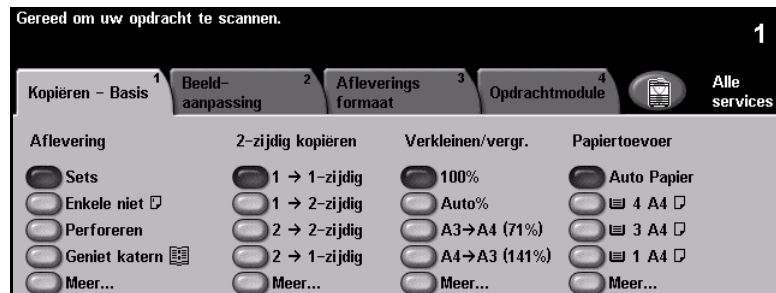 Gereed om uw opdracht te scannen.
1
Kopiëren - Basis 1
Beeld-
aanpassing 2
Afleverings
formaat 3
Opdrachtmodule 4
Alle
services
Aflevering
Sets
Enkele niet
Perforeren
Geniet katern
Meer...
2-zijdig kopiëren
1 → 1-zijdig
1 → 2-zijdig
2 → 2-zijdig
2 → 1-zijdig
Meer...
Verkleinen/vergr.
100%
Auto%
A3→A4 (71%)
A4→A3 (141%)
Meer...
Papiertoevoer
Auto Papier
4 A4
3 A4
1 A4
Meer...